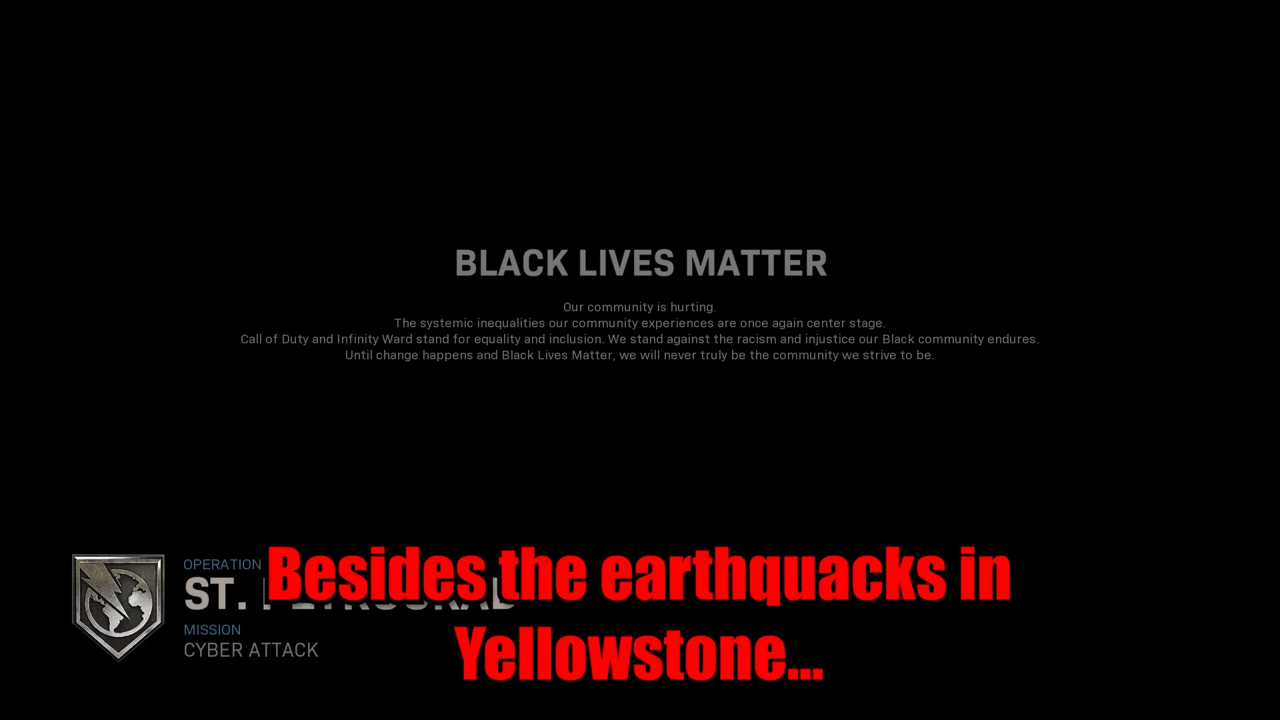 BLACK LIVES MATTER
Our community is hurting.
The systemic inequalities our community experiences are once again center stage.
Call of Duty and Infinity Ward stand for equality and inclusion. We stand against the racism and injustice our Black community endures.
Until change happens and Black Lives Matter, we will never truly be the community we strive to be.
OPERATION
ST.
MISSION
CYBER ATTACK
Besides the earthquacks in
Yellowstone...